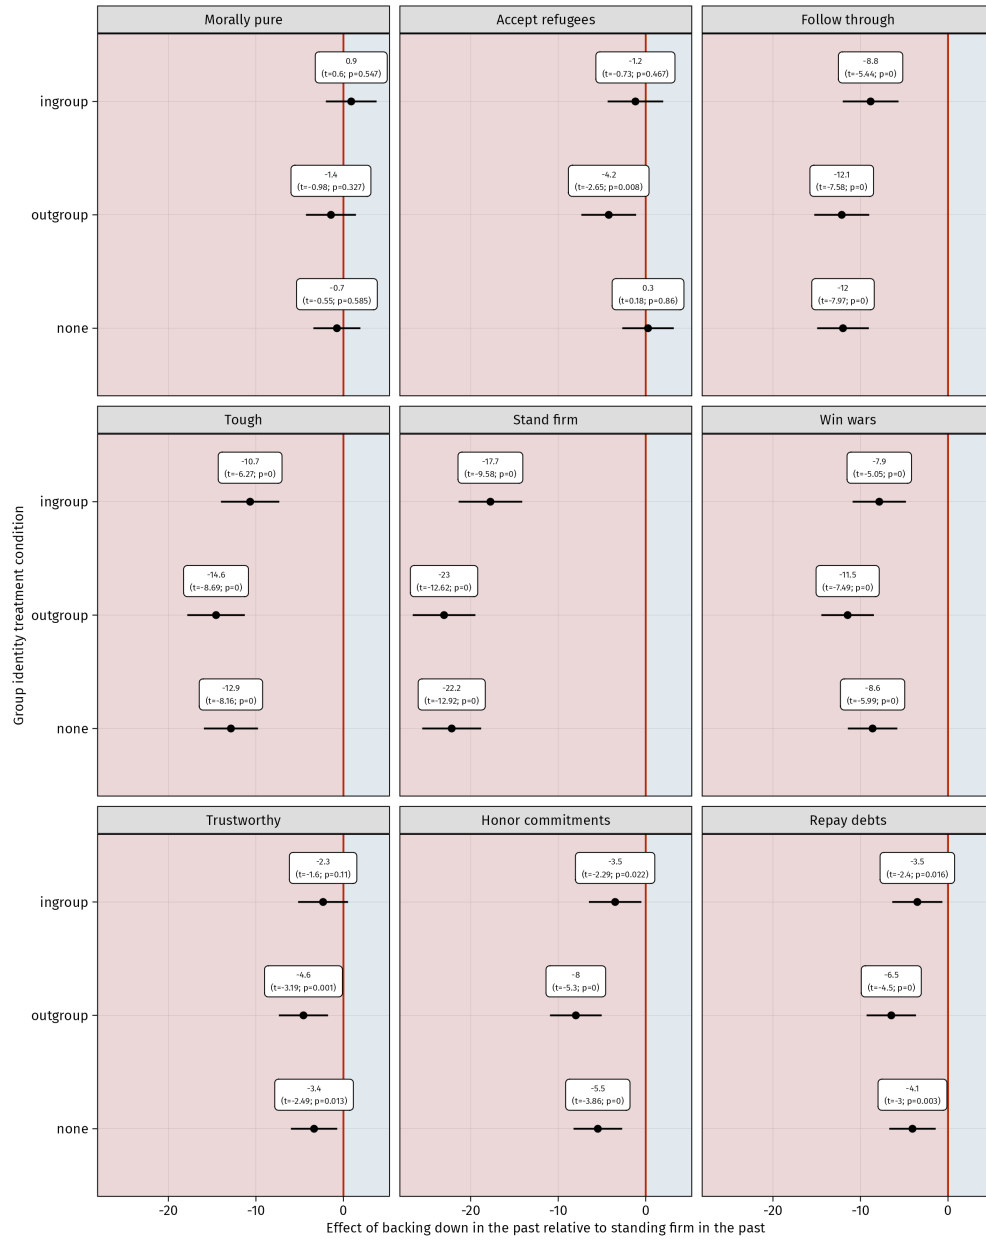 Morally pure
Accept refugees
Follow through
ingroup
0.9
(t=0.6; p=0.547)
-1.2
(t=-0.73; p=0.467)
-8.8
(t=-5.44; p=0)
outgroup
-1.4
(t=-0.98; p=0.327)
-4.2
(t=-2.65; p=0.008)
-12.1
(t=-7.58; p=0)
none
-0.7
(t=-0.55; p=0.585)
0.3
(t=0.18; p=0.86)
-12
(t=-7.97; p=0)
Tough
Stand firm
Win wars
ingroup
-10.7
(t=-6.27; p=0)
-17.7
(t=-9.58; p=0)
-7.9
(t=-5.05; p=0)
outgroup
-14.6
(t=-8.69; p=0)
-23
(t=-12.62; p=0)
-11.5
(t=-7.49; p=0)
none
-12.9
(t=-8.16; p=0)
-22.2
(t=-12.92; p=0)
-8.6
(t=-5.99; p=0)
Trustworthy
Honor commitments
Repay debts
ingroup
-2.3
(t=-1.6; p=0.11)
-3.5
(t=-2.29; p=0.022)
-3.5
(t=-2.4; p=0.016)
outgroup
-4.6
(t=-3.19; p=0.001)
-8
(t=-5.3; p=0)
-6.5
(t=-4.5; p=0)
none
-3.4
(t=-2.49; p=0.013)
-5.5
(t=-3.86; p=0)
-4.1
(t=-3; p=0.003)
-20 -10 0 -20 -10 0 -20 -10 0
Effect of backing down in the past relative to standing firm in the past
Group identity treatment condition